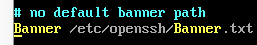 # no default banner path
Banner /etc/openssh/Banner.txt